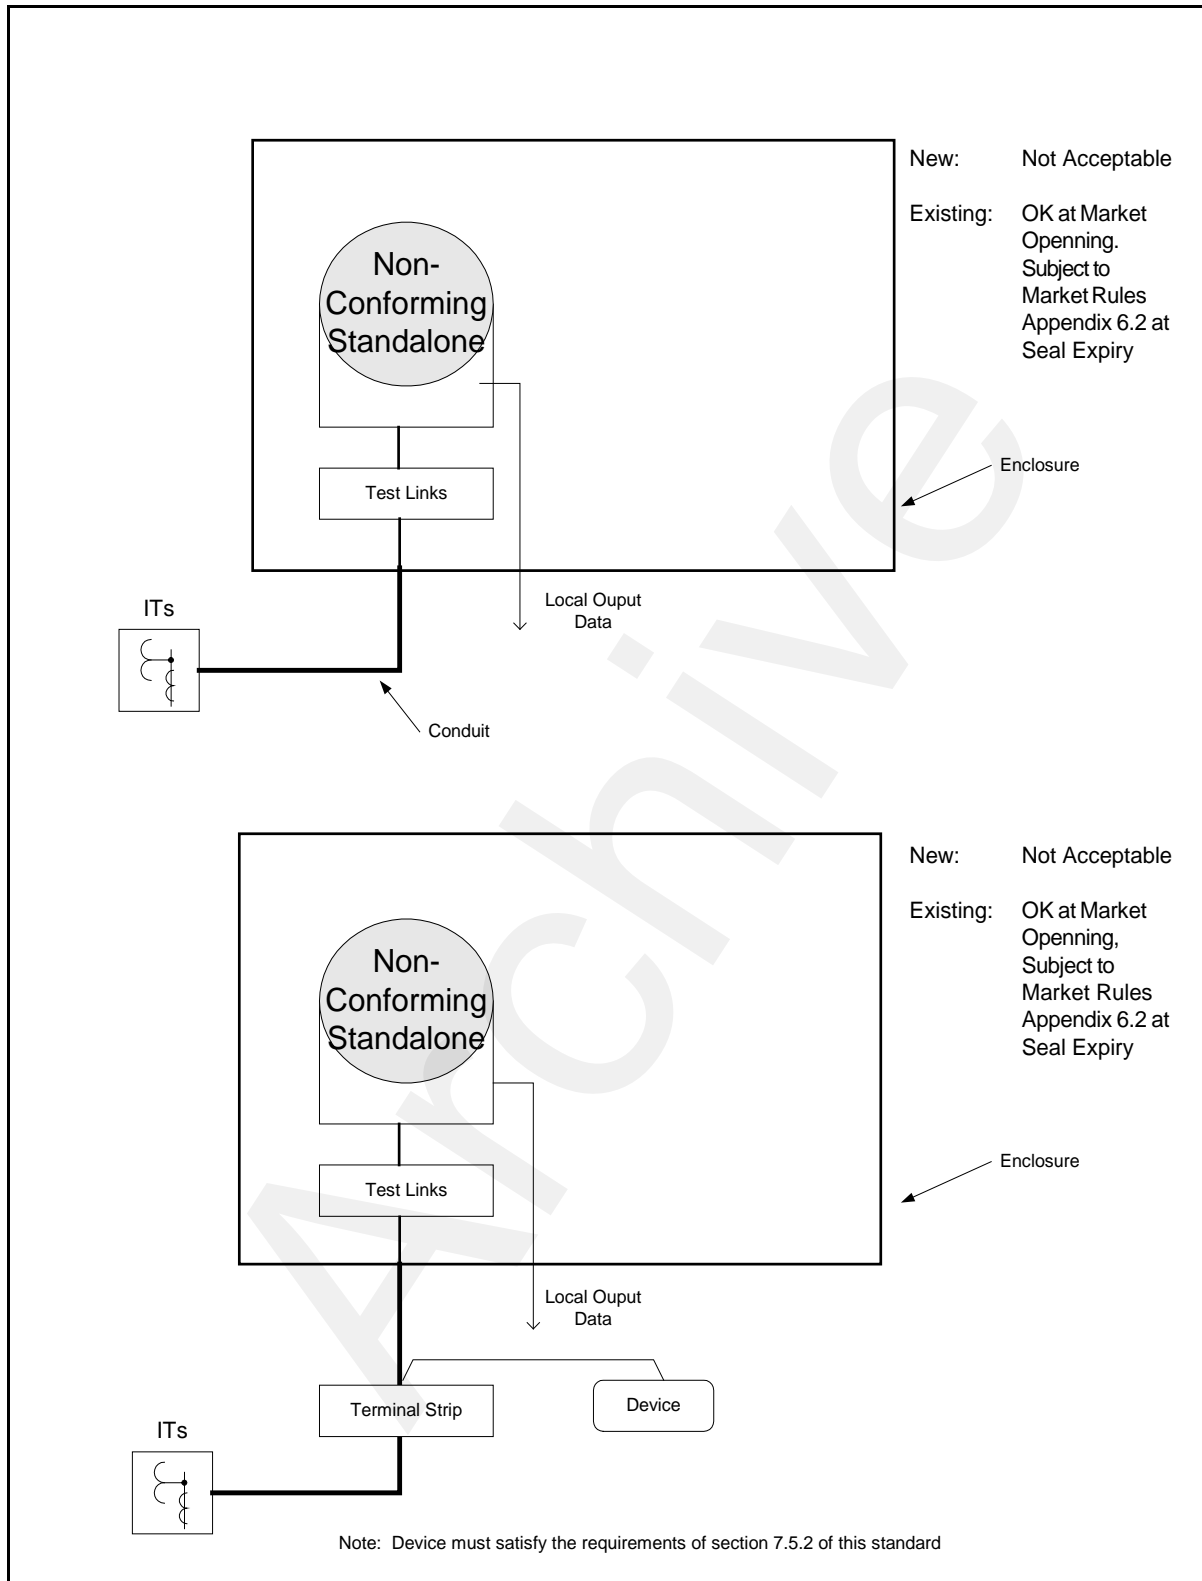 New: Not Acceptable
Existing: OK at Market
Openning.
Subject to
Market Rules
Appendix 6.2 at
Seal Expiry
Non-
Conforming
Standalone
Enclosure
Test Links
Local Ouput
Data
ITs
Conduit
New: Not Acceptable
Existing: OK at Market
Openning,
Subject to
Market Rules
Appendix 6.2 at
Seal Expiry
Non-
Conforming
Standalone
Enclosure
Test Links
Local Ouput
Data
Terminal Strip
Device
ITs
Note: Device must satisfy the requirements of section 7.5.2 of this standard
Archive